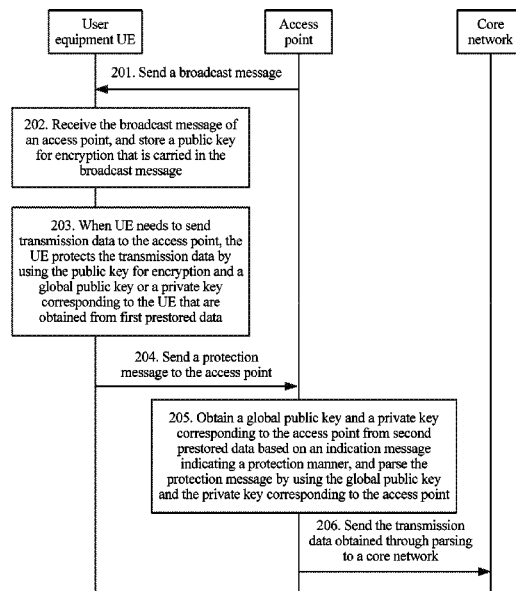 User
equipment UE
Access
point
Core
network
201. Send a broadcast message
202. Receive the broadcast message of
an access point, and store a public key
for encryption that is carried in the
broadcast message
203. When UE needs to send
transmission data to the access point, the
UE protects the transmission data by
using the public key for encryption and a
global public key or a private key
corresponding to the UE that are
obtained from first prestored data
204. Send a protection
message to the access point
205. Obtain a global public key and a private key
corresponding to the access point from second
prestored data based on an indication message
indicating a protection manner, and parse the
protection message by using the global public key
and the private key corresponding to the access point
206. Send the transmission
data obtained through parsing
to a core network